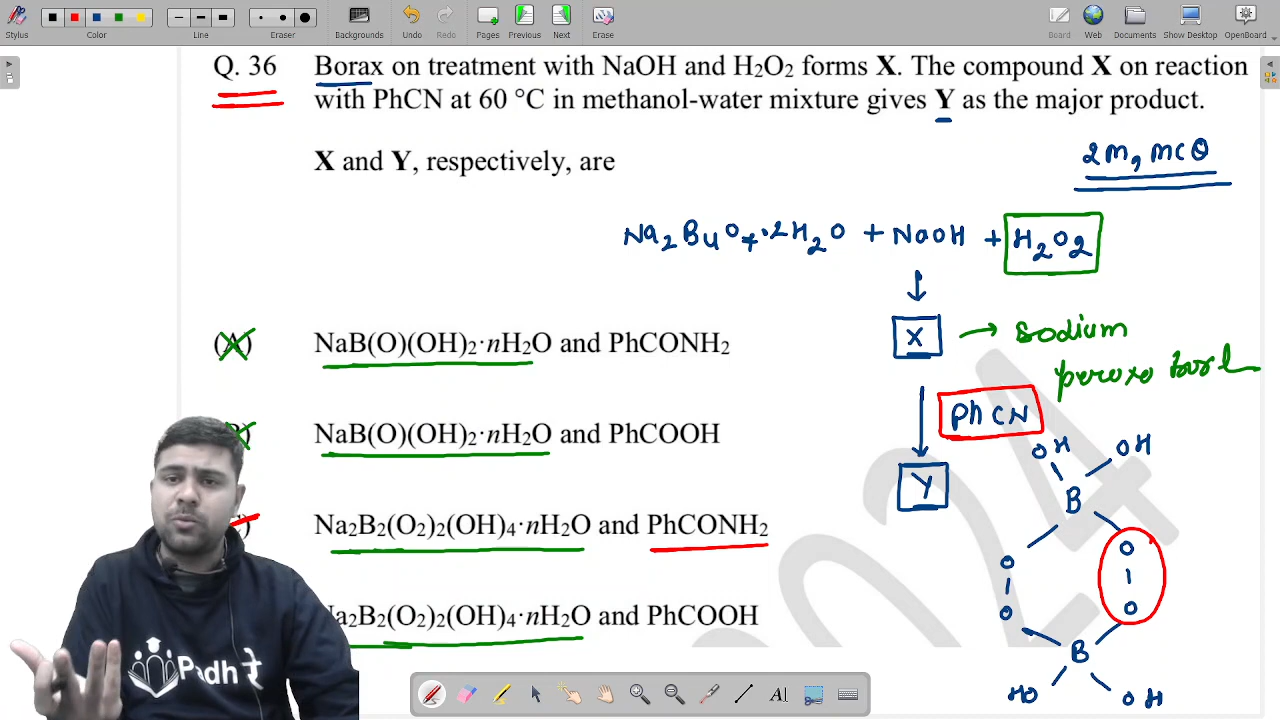 Stylus
Color
Line
Eraser
Backgrounds
Undo
Redo
Pages
Previous
Next
Erase
Board
Web
Documents
Show Desktop
OpenBoard
Q. 36 Borax on treatment with NaOH and H₂O₂ forms X. The compound X on reaction
with PhCN at 60 °C in methanol-water mixture gives Y as the major product.
2M, MCQ
X and Y, respectively, are
Na₂B₄O₇·2H₂O + NaOH + H₂O₂
X → sodium
peroxo
(A) NaB(O)(OH)₂·nH₂O and PhCONH₂
PhCN
NaB(O)(OH)₂·nH₂O and PhCOOH
Y
Na₂B₂(O₂)₂(OH)₄·nH₂O and PhCONH₂
Na₂B₂(O₂)₂(OH)₄·nH₂O and PhCOOH
OH OH
B
O O
O O
B
HO OH
2024
Padh रे
AI